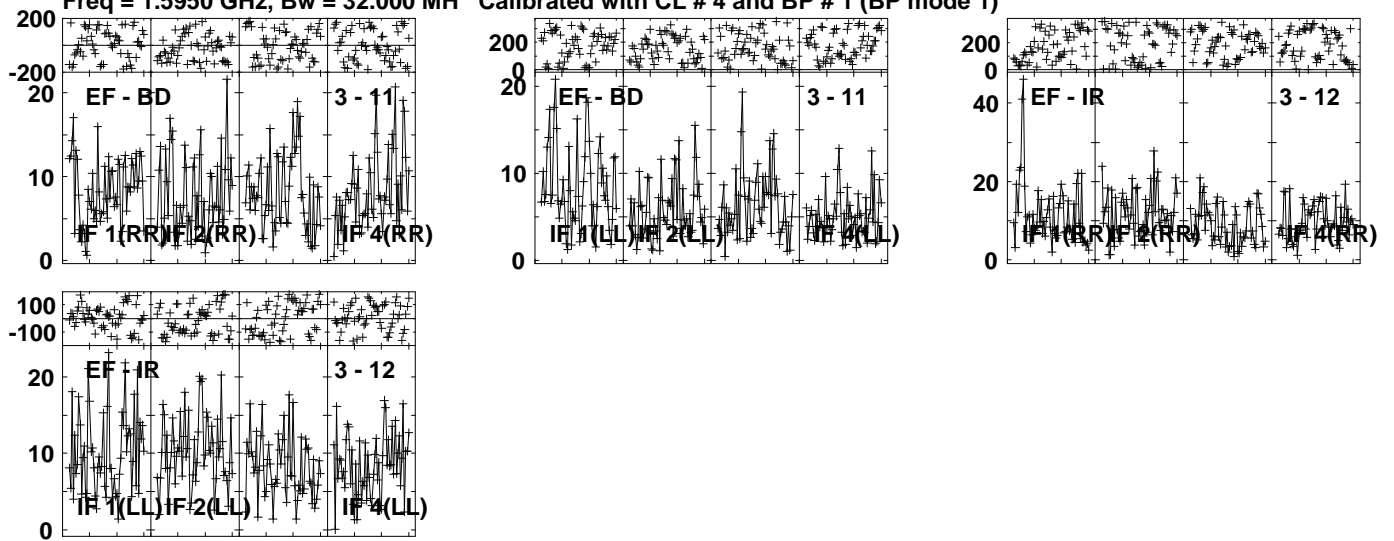 Freq = 1.5950 GHz, Bw = 32.000 MH Calibrated with CL # 4 and BP # 1 (BP mode 1)
200
-200
20
10
0
EF - BD
3 - 11
IF 1(RR)
IF 2(RR)
IF 4(RR)
200
0
20
10
0
EF - BD
3 - 11
IF 1(LL)
IF 2(LL)
IF 4(LL)
200
0
40
20
0
EF - IR
3 - 12
IF 1(RR)
IF 2(RR)
IF 4(RR)
100
-100
20
10
0
EF - IR
3 - 12
IF 1(LL)
IF 2(LL)
IF 4(LL)